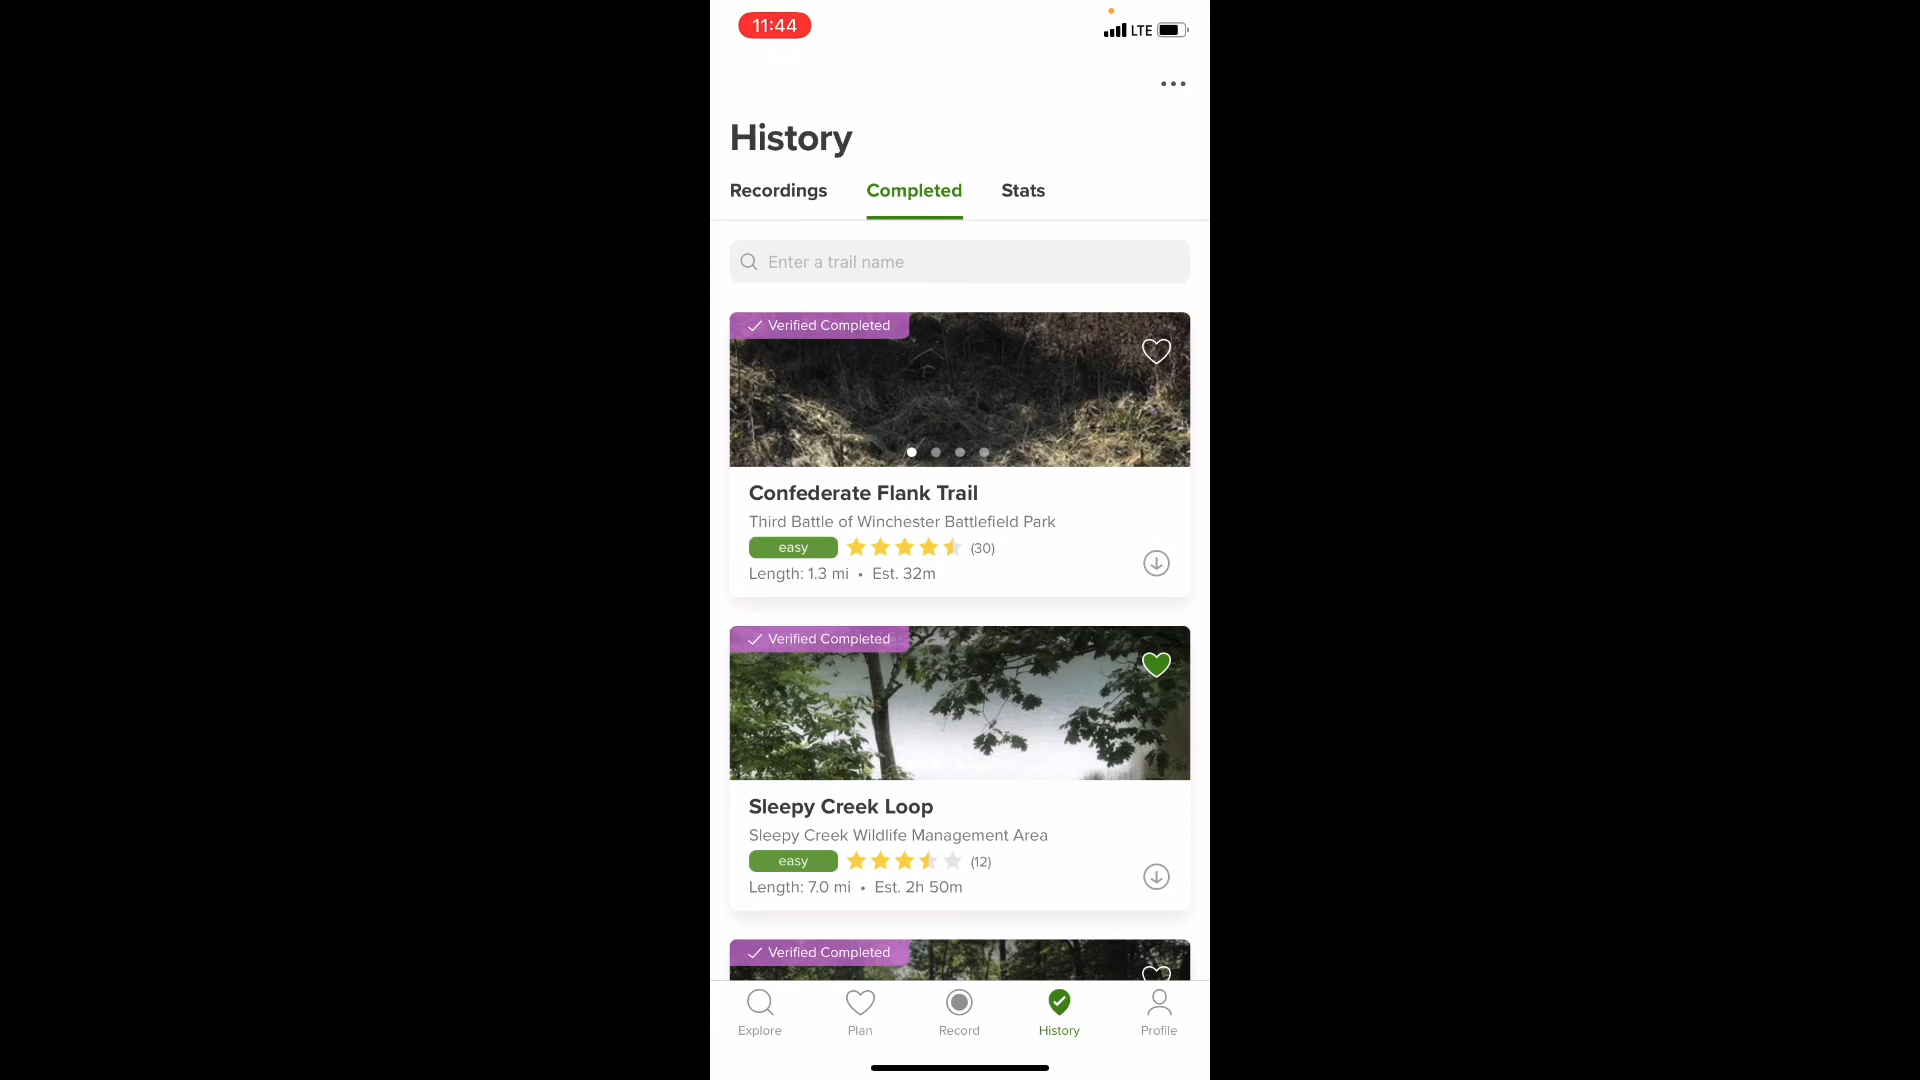 11:44
LTE
History
Recordings Completed Stats
Enter a trail name
Verified Completed
Confederate Flank Trail
Third Battle of Winchester Battlefield Park
easy (30)
Length: 1.3 mi • Est. 32m
Verified Completed
Sleepy Creek Loop
Sleepy Creek Wildlife Management Area
easy (12)
Length: 7.0 mi • Est. 2h 50m
Verified Completed
Explore Plan Record History Profile